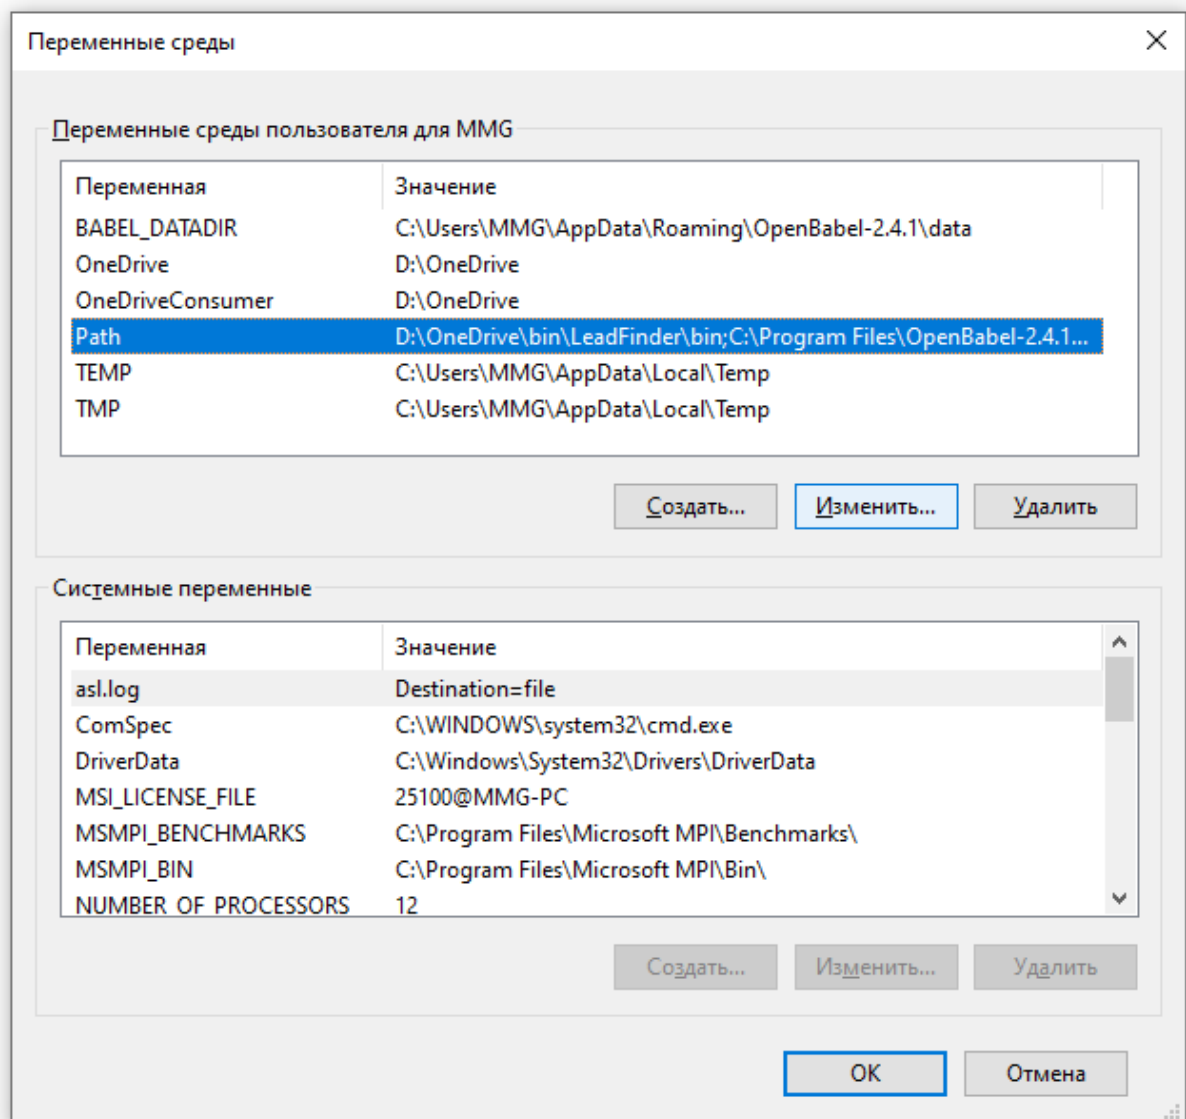 Переменные среды
Переменные среды пользователя для MMG
Переменная Значение
BABEL_DATADIR C:\Users\MMG\AppData\Roaming\OpenBabel-2.4.1\data
OneDrive D:\OneDrive
OneDriveConsumer D:\OneDrive
Path D:\OneDrive\bin\LeadFinder\bin;C:\Program Files\OpenBabel-2.4.1...
TEMP C:\Users\MMG\AppData\Local\Temp
TMP C:\Users\MMG\AppData\Local\Temp
Создать... Изменить... Удалить
Системные переменные
Переменная Значение
asl.log Destination=file
ComSpec C:\WINDOWS\system32\cmd.exe
DriverData C:\Windows\System32\Drivers\DriverData
MSI_LICENSE_FILE 25100@MMG-PC
MSMPI_BENCHMARKS C:\Program Files\Microsoft MPI\Benchmarks\
MSMPI_BIN C:\Program Files\Microsoft MPI\Bin\
NUMBER_OF_PROCESSORS 12
Создать... Изменить... Удалить
ОК Отмена